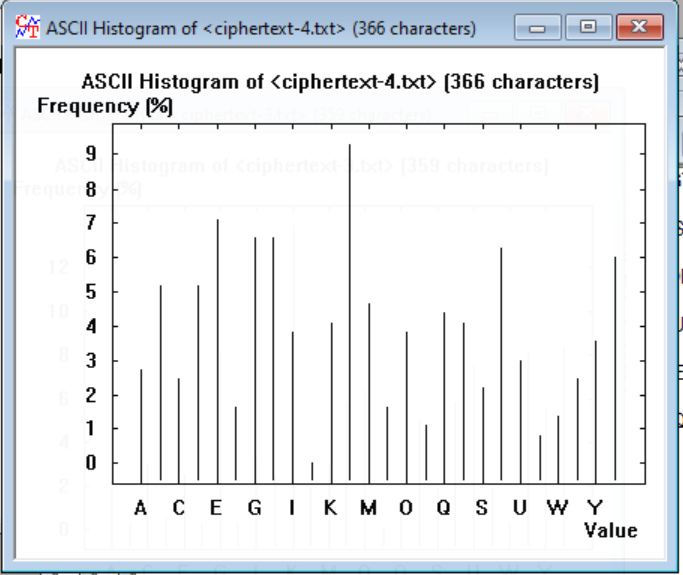 ASCII Histogram of <ciphertext-4.txt> (366 characters)
ASCII Histogram of <ciphertext-4.txt> (366 characters)
Frequency (%)
9
8
7
6
5
4
3
2
1
0
A C E G I K M O Q S U W Y
Value